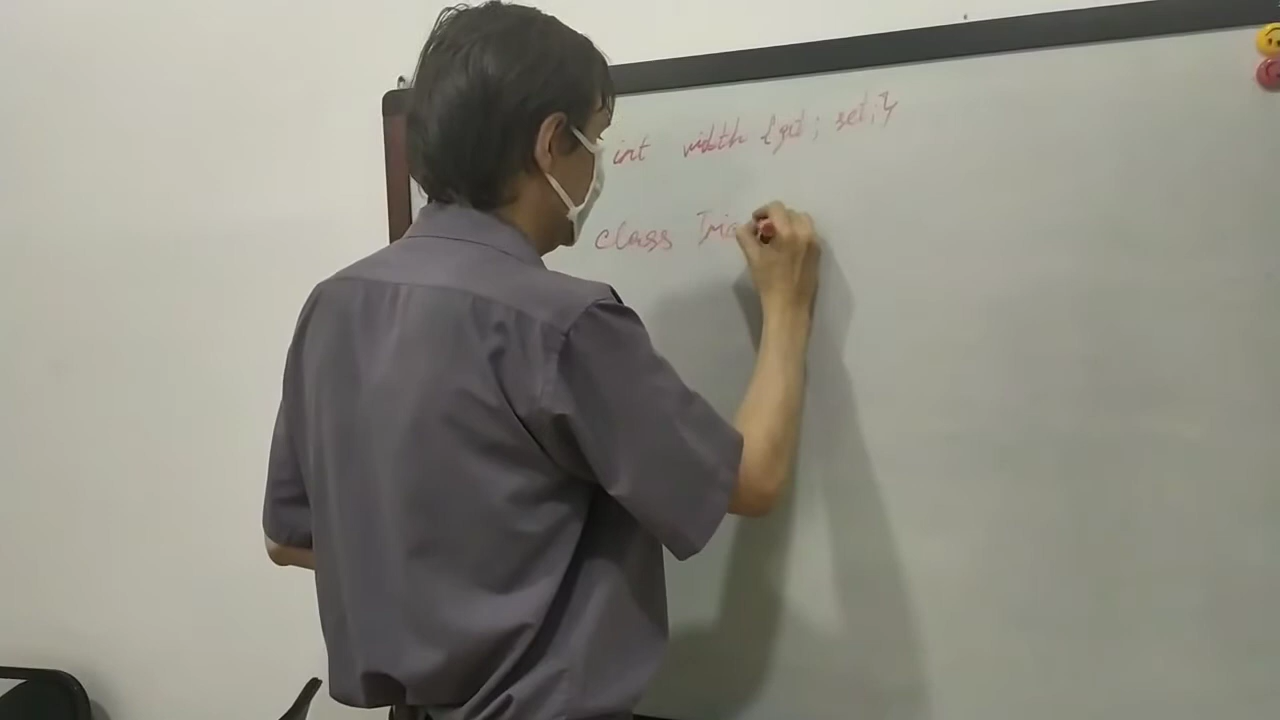 int width {get; set;}
class Tria